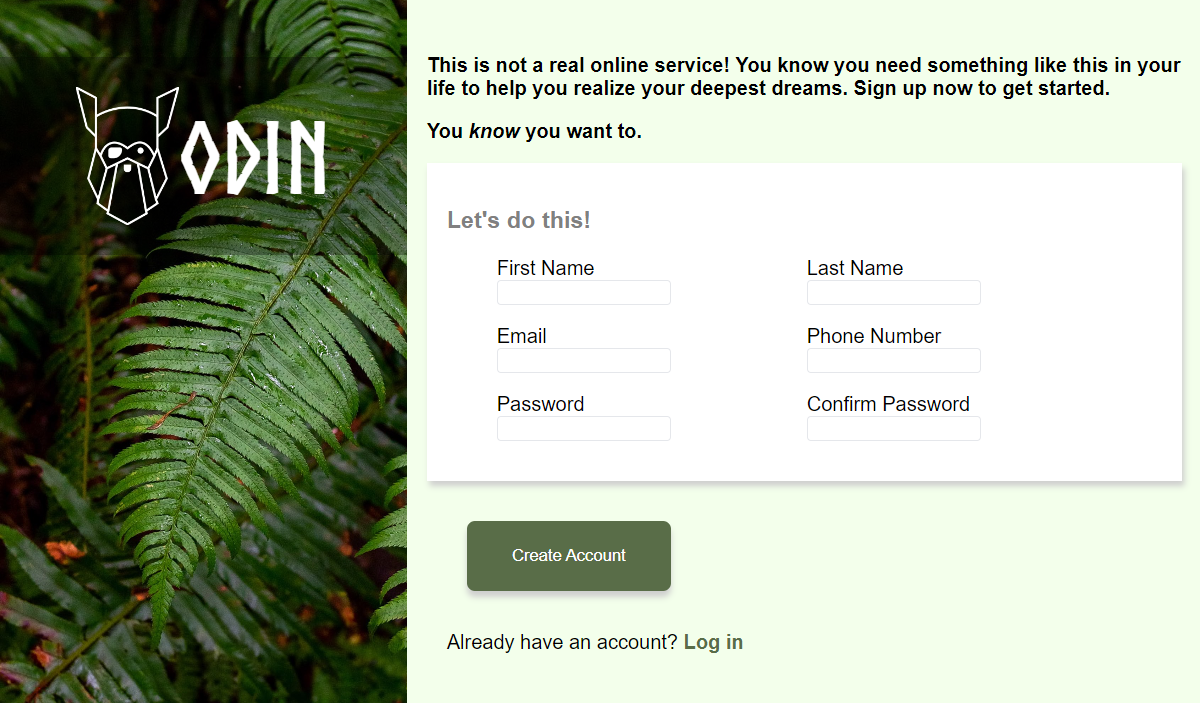 ODIN
This is not a real online service! You know you need something like this in your
life to help you realize your deepest dreams. Sign up now to get started.
You know you want to.
Let's do this!
First Name Last Name
Email Phone Number
Password Confirm Password
Create Account
Already have an account? Log in